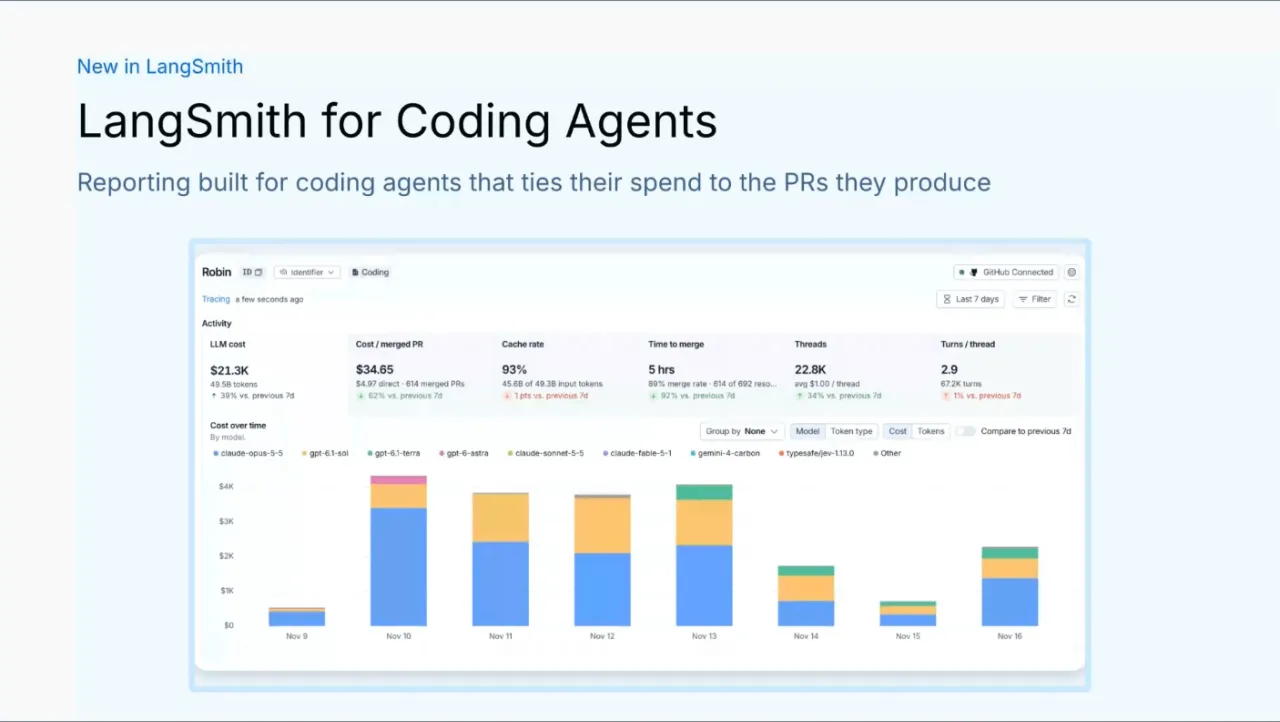 New in LangSmith
LangSmith for Coding Agents
Reporting built for coding agents that ties their spend to the PRs they produce
Robin ID Identifier Coding GitHub Connected
Tracing a few seconds ago Last 7 days Filter
Activity
LLM cost Cost / merged PR Cache rate Time to merge Threads Turns / thread
$21.3K $34.65 93% 5 hrs 22.8K 2.9
49.5B tokens $4.97 direct · 614 merged PRs 45.6B of 49.3B input tokens 89% merge rate · 614 of 692 reso... avg $1.00 / thread 67.2K turns
↑ 39% vs. previous 7d ↓ 62% vs. previous 7d ↓ 1 pts vs. previous 7d ↓ 92% vs. previous 7d ↑ 34% vs. previous 7d ↑ 1% vs. previous 7d
Cost over time
By model.
Group by None Model Token type Cost Tokens Compare to previous 7d
claude-opus-5-5 gpt-6.1-sol gpt-6.1-terra gpt-6-astra claude-sonnet-5-5 claude-fable-5-1 gemini-4-carbon typesafe/jev-1.13.0 Other
$4K
$3K
$2K
$1K
$0
Nov 9 Nov 10 Nov 11 Nov 12 Nov 13 Nov 14 Nov 15 Nov 16